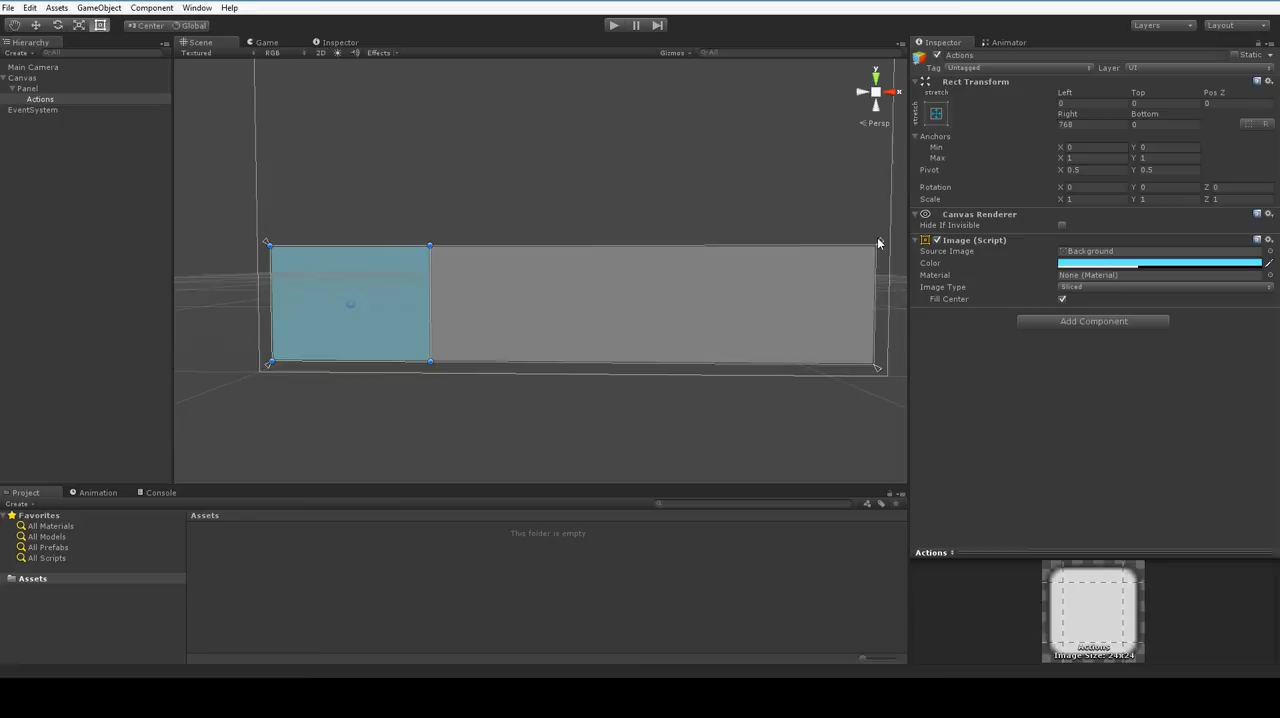 File Edit Assets GameObject Component Window Help
Center Global Layers Layout
Hierarchy
Create All
Main Camera
Canvas
Panel
Actions
EventSystem
Scene Game Inspector
Textured RGB 2D Effects Gizmos All
y
x
Persp
Inspector Animator
Actions Static
Tag Untagged Layer UI
Rect Transform
stretch Left Top Pos Z
stretch 0 0 0
Right Bottom
768 0 R
Anchors
Min X 0 Y 0
Max X 1 Y 1
Pivot X 0.5 Y 0.5
Rotation X 0 Y 0 Z 0
Scale X 1 Y 1 Z 1
Canvas Renderer
Hide If Invisible
Image (Script)
Source Image Background
Color
Material None (Material)
Image Type Sliced
Fill Center
Add Component
Project Animation Console
Create
Favorites
All Materials
All Models
All Prefabs
All Scripts
Assets
Assets
This folder is empty
Actions
Actions
Image Size: 24x24